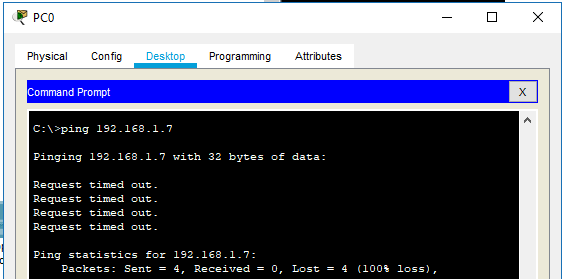 PC0
Physical Config Desktop Programming Attributes
Command Prompt X
C:\>ping 192.168.1.7
Pinging 192.168.1.7 with 32 bytes of data:
Request timed out.
Request timed out.
Request timed out.
Request timed out.
Ping statistics for 192.168.1.7:
Packets: Sent = 4, Received = 0, Lost = 4 (100% loss),